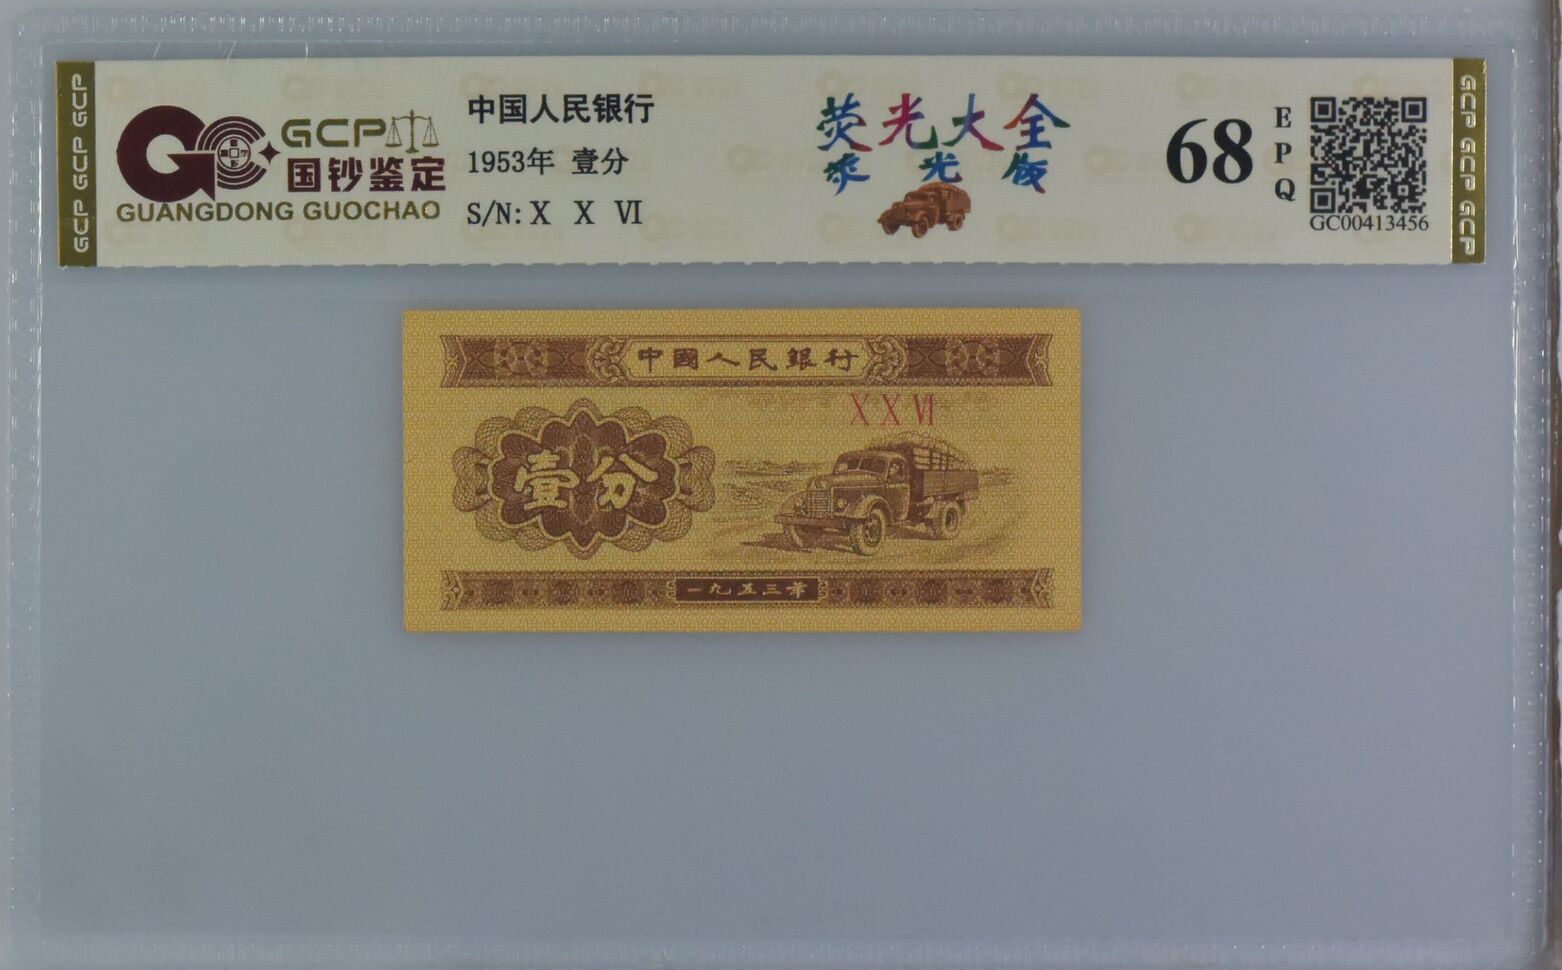 GCP GCP GCP
GCP
国钞鉴定
GUANGDONG GUOCHAO
中国人民银行
1953年 壹分
S/N: X X VI
荧光大全
荧光版
68
E
P
Q
GC00413456
GCP GCP GCP
中國人民銀行
X X VI
壹分
一九五三年